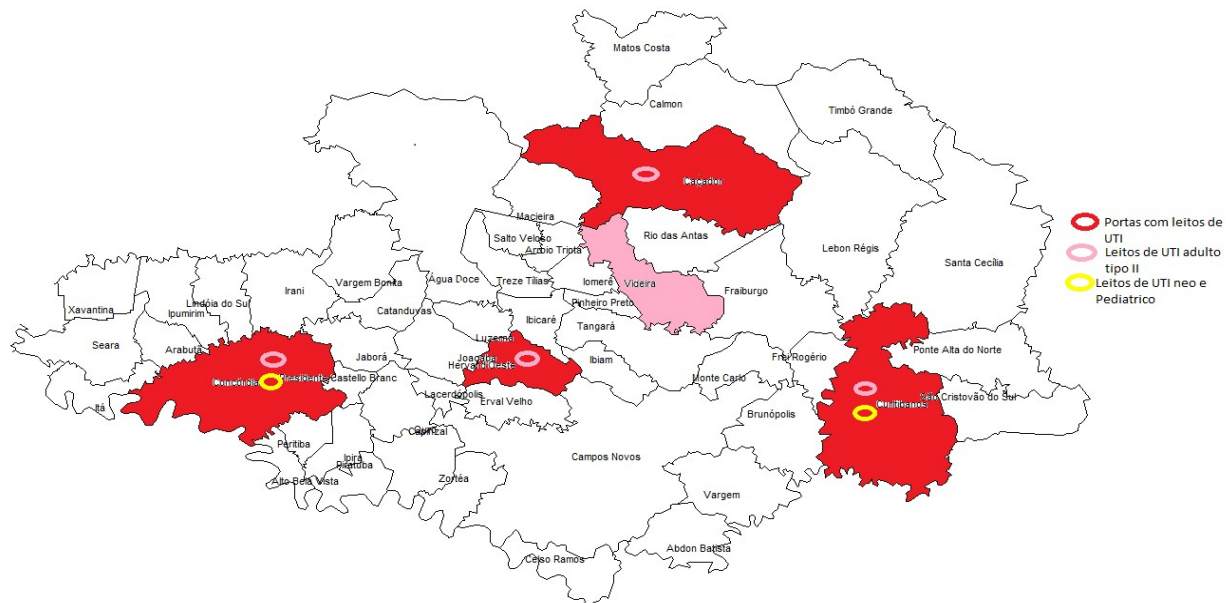 Matos Costa
Calmon
Timbó Grande
Caçador
Macieira
Salto Veloso
Arroio Trinta
Rio das Antas
Lebon Régis
Santa Cecília
Portas com leitos de
UTI
Leitos de UTI adulto
tipo II
Leitos de UTI neo e
Pediatrico
Xavantina
Ipumirim
Lindóia do Sul
Irani
Vargem Bonita
Água Doce
Treze Tílias
Iomerê
Videira
Fraiburgo
Catanduvas
Ibicaré
Pinheiro Preto
Tangará
Seara
Arabutã
Jaborá
Luzerna
Joaçaba
Herval d'Oeste
Ibiam
Frei Rogério
Ponte Alta do Norte
Itá
Concórdia
Presidente Castello Branc
Lacerdópolis
Erval Velho
Monte Carlo
Brunópolis
Curitibanos
São Cristovão do Sul
Peritiba
Ouro
Capinzal
Campos Novos
Ipira
Piratuba
Alto Bela Vista
Zortéa
Vargem
Abdon Batista
Celso Ramos